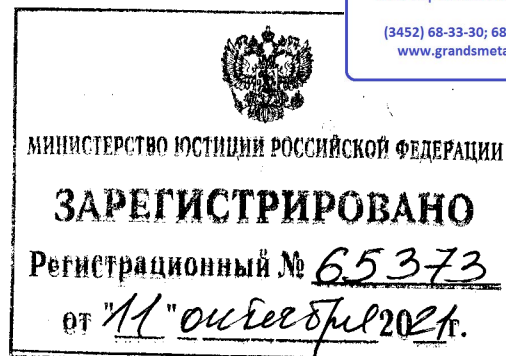 (3452) 68-33-30; 68
www.grandsmeta
МИНИСТЕРСТВО ЮСТИЦИИ РОССИЙСКОЙ ФЕДЕРАЦИИ
ЗАРЕГИСТРИРОВАНО
Регистрационный № 65373
от "11" октября 2021г.